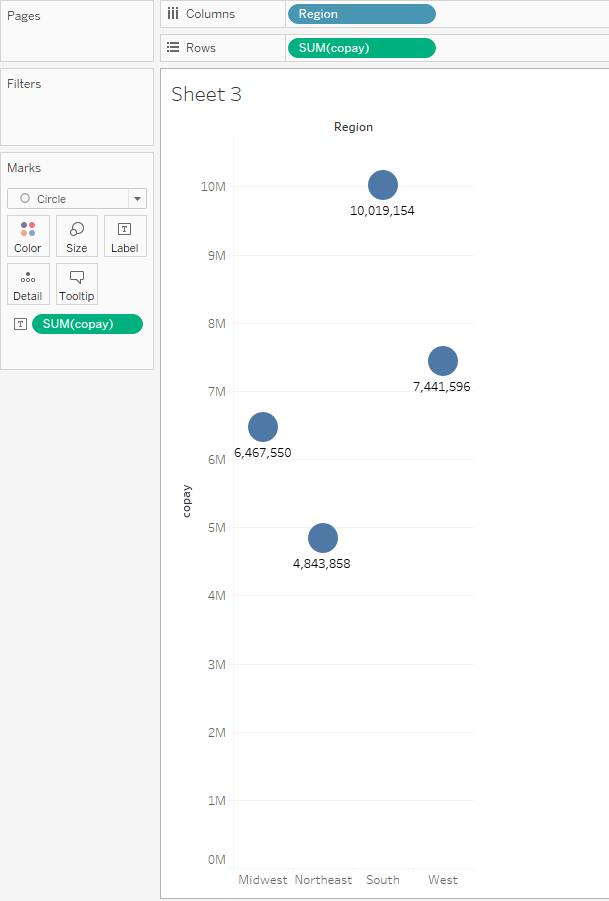 Pages
Columns
Region
Rows
SUM(copay)
Filters
Marks
Circle
Color
Size
Label
Detail
Tooltip
SUM(copay)
Sheet 3
Region
10M
9M
8M
7M
6M
5M
4M
3M
2M
1M
0M
copay
10,019,154
7,441,596
6,467,550
4,843,858
Midwest Northeast South West